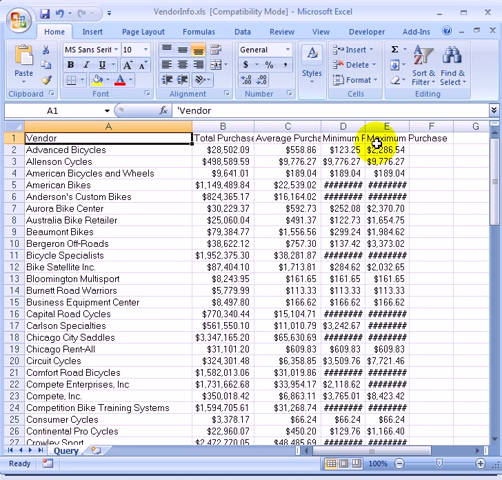 VendorInfo.xls [Compatibility Mode] - Microsoft Excel
Home Insert Page Layout Formulas Data Review View Developer Add-Ins
Paste
Clipboard
MS Sans Serif 10
B I U
Font
Alignment
General
$ % ,
Number
Styles
Insert
Delete
Format
Cells
Σ
Sort & Filter
Find & Select
Editing
A1 fx 'Vendor
A B C D E F G
1 Vendor Total Purchase Average Purcha Minimum P Maximum Purchase
2 Advanced Bicycles $28,502.09 $558.86 $123.25 $2,286.54
3 Allenson Cycles $498,589.59 $9,776.27 $9,776.27 $9,776.27
4 American Bicycles and Wheels $9,641.01 $189.04 $189.04 $189.04
5 American Bikes $1,149,489.84 $22,539.02 ######## ########
6 Anderson's Custom Bikes $824,365.17 $16,164.02 ######## ########
7 Aurora Bike Center $30,229.37 $592.73 $252.08 $2,370.70
8 Australia Bike Retailer $25,060.04 $491.37 $122.73 $1,654.75
9 Beaumont Bikes $79,384.77 $1,556.56 $299.24 $1,984.62
10 Bergeron Off-Roads $38,622.12 $757.30 $137.42 $3,373.02
11 Bicycle Specialists $1,952,375.30 $38,281.87 ######## ########
12 Bike Satellite Inc. $87,404.10 $1,713.81 $284.62 $2,032.65
13 Bloomington Multisport $8,243.95 $161.65 $161.65 $161.65
14 Burnett Road Warriors $5,779.99 $113.33 $113.33 $113.33
15 Business Equipment Center $8,497.80 $166.62 $166.62 $166.62
16 Capital Road Cycles $770,340.44 $15,104.71 ######## ########
17 Carlson Specialties $561,550.10 $11,010.79 $3,242.67 ########
18 Chicago City Saddles $3,347,165.20 $65,630.69 ######## ########
19 Chicago Rent-All $31,101.20 $609.83 $609.83 $609.83
20 Circuit Cycles $324,301.48 $6,358.85 $3,509.76 $7,721.46
21 Comfort Road Bicycles $1,582,013.06 $31,019.86 ######## ########
22 Compete Enterprises, Inc $1,731,662.68 $33,954.17 $2,118.62 ########
23 Compete, Inc. $350,018.42 $6,863.11 $3,765.01 $8,423.42
24 Competition Bike Training Systems $1,594,705.61 $31,268.74 ######## ########
25 Consumer Cycles $3,378.17 $66.24 $66.24 $66.24
26 Continental Pro Cycles $22,960.07 $450.20 $129.76 $1,166.40
27 Crowley Sport $2,472,770.05 $48,485.69 ######## ########
Query
Ready 100%